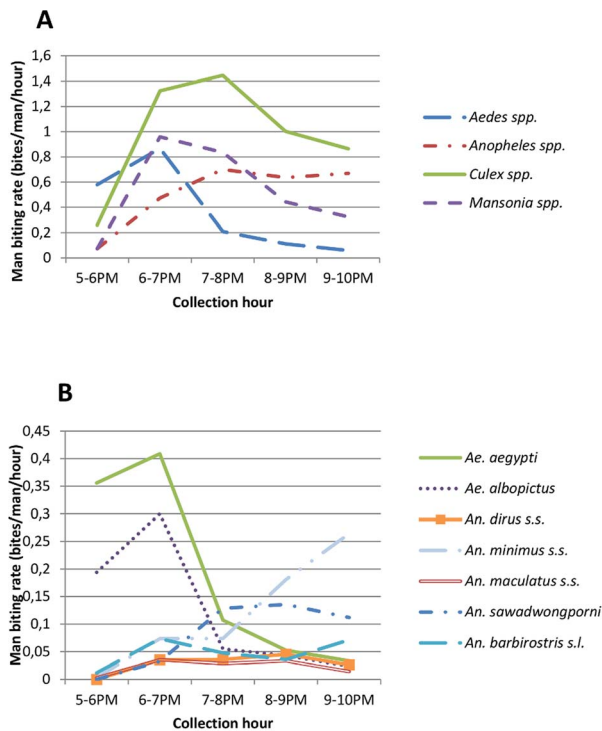 A
Man biting rate (bites/man/hour)
1,6
1,4
1,2
1
0,8
0,6
0,4
0,2
0
5-6PM 6-7PM 7-8PM 8-9PM 9-10PM
Collection hour
Aedes spp.
Anopheles spp.
Culex spp.
Mansonia spp.
B
Man biting rate (bites/man/hour)
0,45
0,4
0,35
0,3
0,25
0,2
0,15
0,1
0,05
0
5-6PM 6-7PM 7-8PM 8-9PM 9-10PM
Collection hour
Ae. aegypti
Ae. albopictus
An. dirus s.s.
An. minimus s.s.
An. maculatus s.s.
An. sawadwongporni
An. barbirostris s.l.